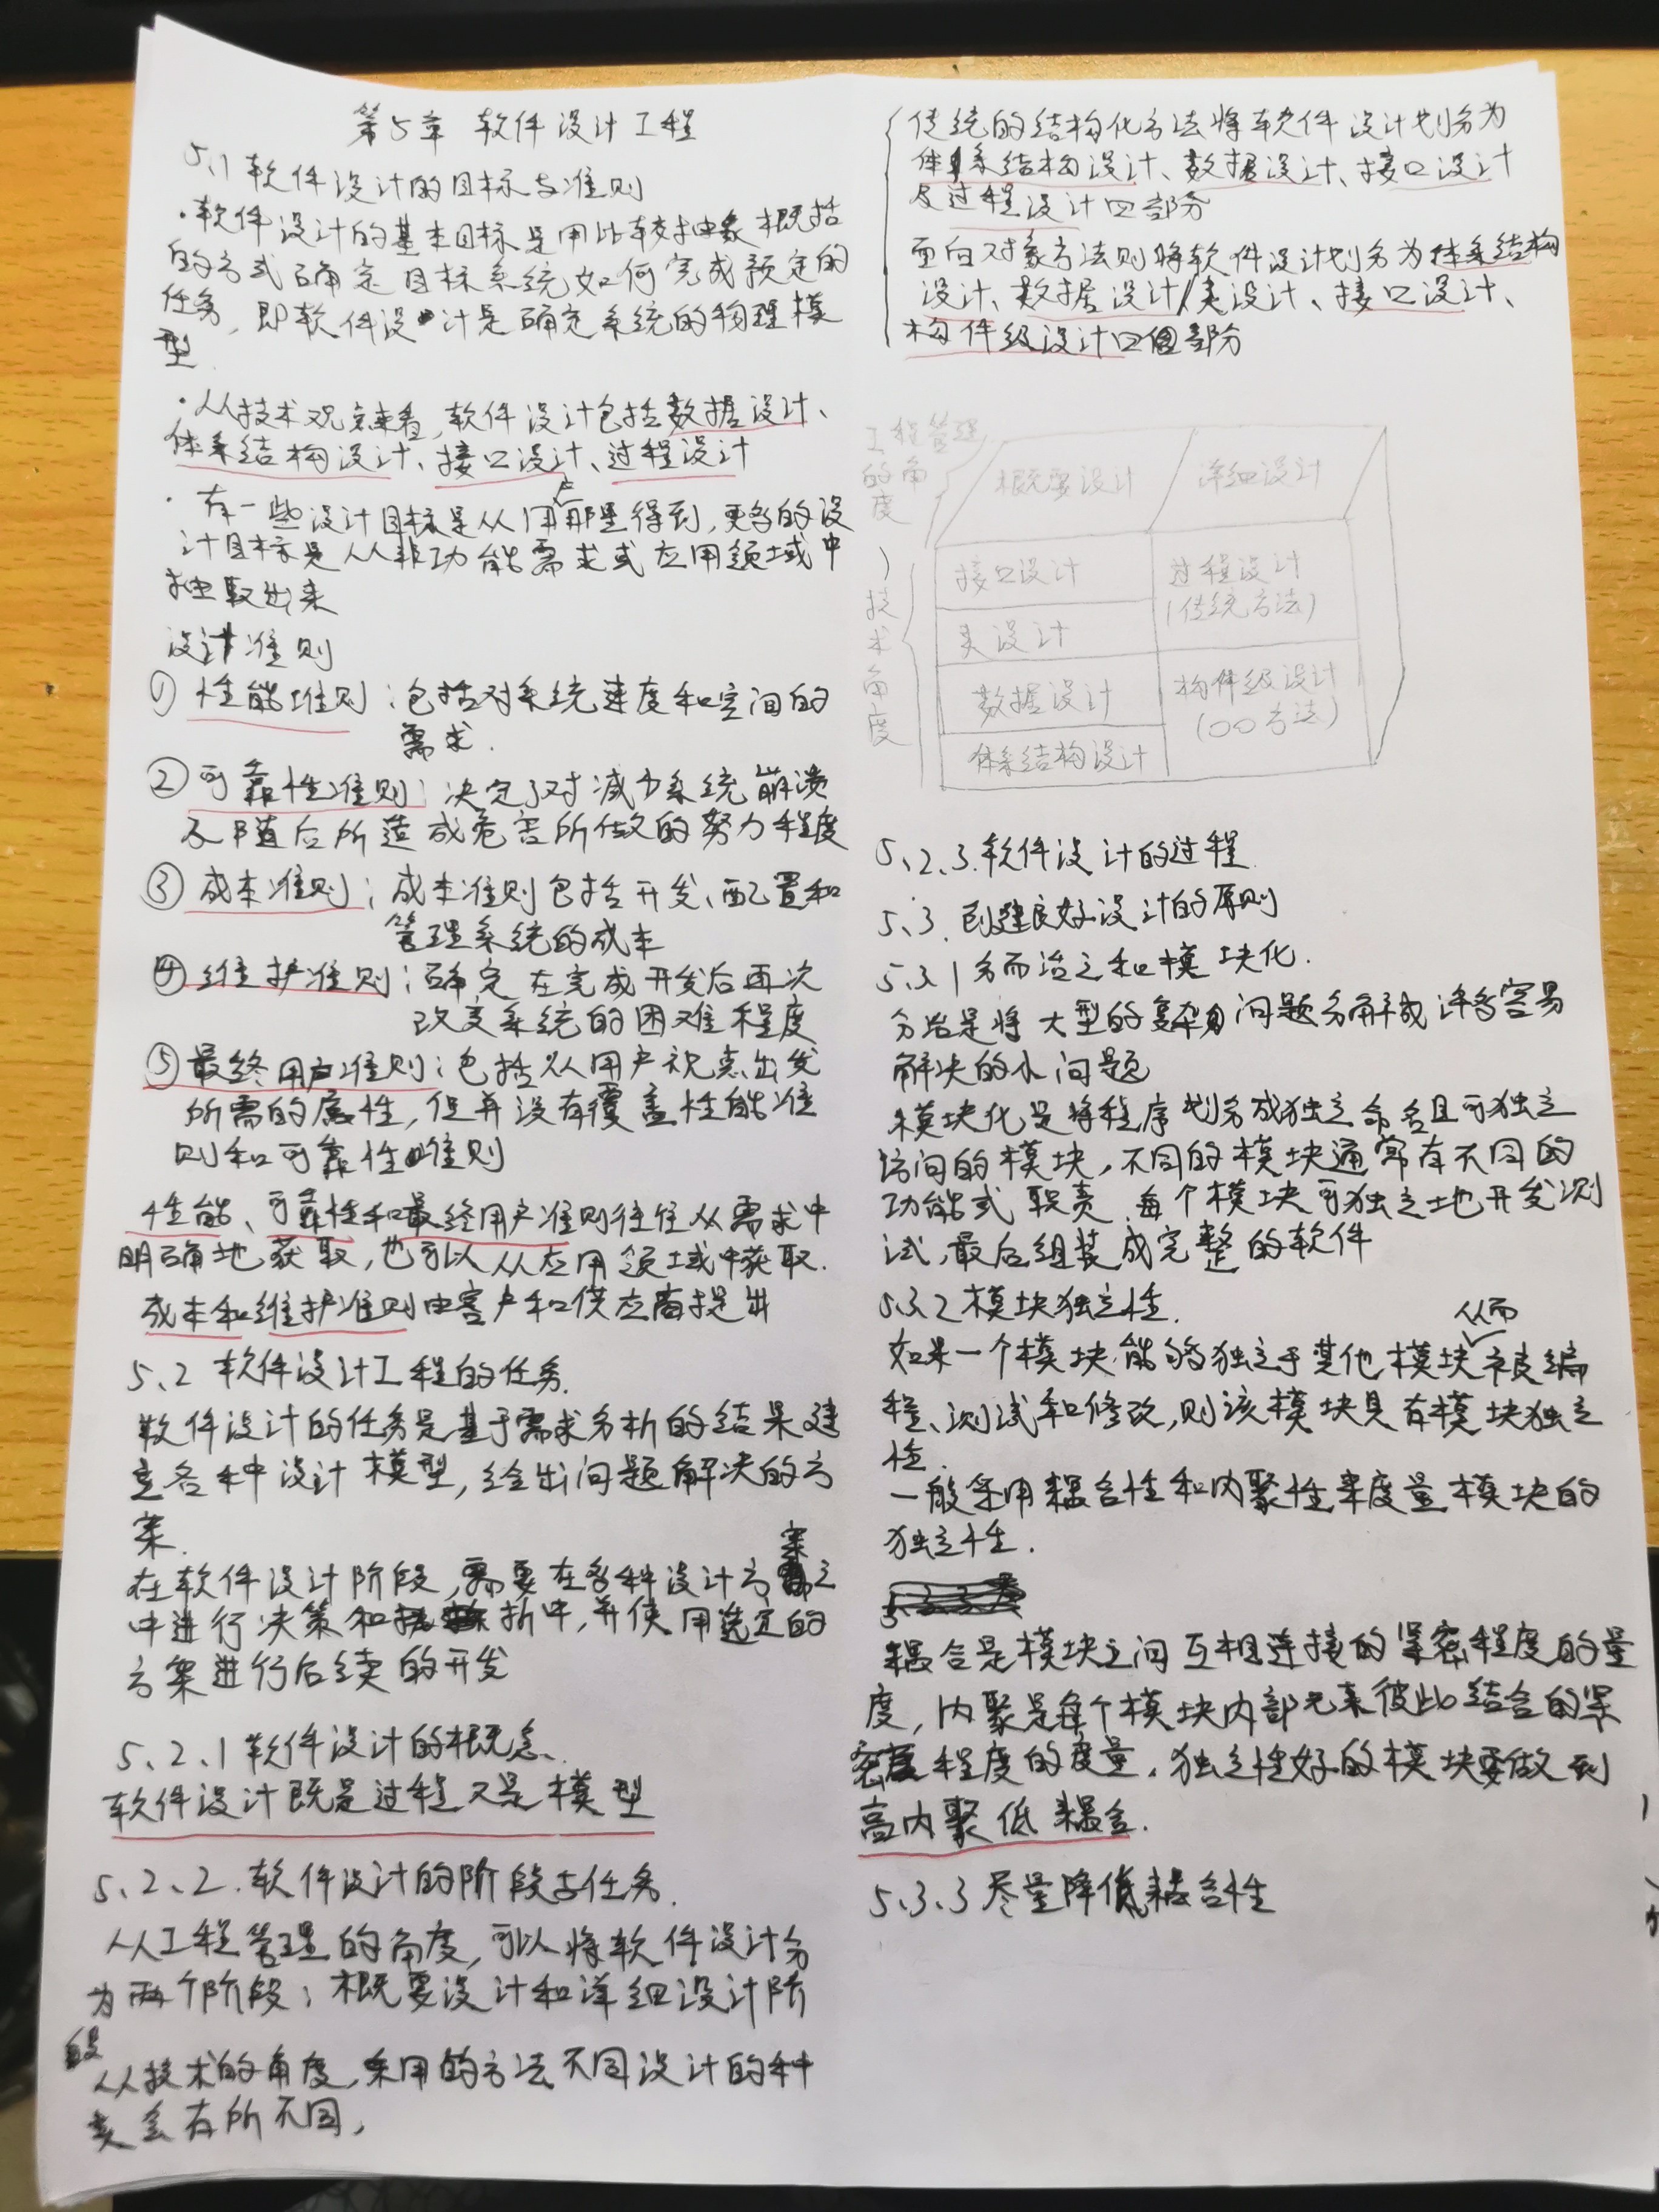 第5章 软件设计工程
5.1 软件设计的目标与准则
·软件设计的基本目标是用比较抽象概括
的方式确定目标系统如何完成预定的
任务，即软件设计是确定系统的物理模
型.
·从技术观点来看，软件设计包括数据设计、
体系结构设计、接口设计、过程设计
户
·有一些设计目标是从用那里得到，更多的设
计目标是从非功能需求或应用领域中
抽取出来
设计准则
① 性能准则：包括对系统速度和空间的
需求.
② 可靠性准则：决定了对减少系统崩溃
及随后所造成危害所做的努力程度
③ 成本准则：成本准则包括开发、配置和
管理系统的成本
④ 维护准则：确定在完成开发后再次
改变系统的困难程度
⑤ 最终用户准则：包括从用户视点出发
所需的属性，但并没有覆盖性能准
则和可靠性准则
性能、可靠性和最终用户准则往往从需求中
明确地获取，也可以从应用领域中获取.
成本和维护准则由客户和供应商提出
5.2 软件设计工程的任务.
软件设计的任务是基于需求分析的结果建
立各种设计模型，给出问题解决的方
案.
案
在软件设计阶段，需要在各种设计方之
中进行决策和折中，并使用选定的
方案进行后续的开发
5.2.1 软件设计的概念、
软件设计既是过程又是模型
5.2.2.软件设计的阶段与任务.
从工程管理的角度，可以将软件设计分
为两个阶段：概要设计和详细设计阶
段
从技术的角度，采用的方法不同设计的种
类会有所不同，
传统的结构化方法将软件设计划分为
体系结构设计、数据设计、接口设计
及过程设计四部分
面向对象方法则将软件设计划分为体系结构
设计、数据设计/类设计、接口设计、
构件级设计四个部分
工程管理
的角
度
概要设计 详细设计
技术角度
接口设计
过程设计
(传统方法)
类设计
数据设计
构件级设计
(OO方法)
体系结构设计
5.2.3.软件设计的过程
5.3.创建良好设计的原则
5.3.1分而治之和模块化.
分治是将大型的复杂的问题分解成许多容易
解决的小问题
模块化是将程序划分成独立命名且可独立
访问的模块，不同的模块通常有不同的
功能或职责.每个模块可独立地开发测
试，最后组装成完整的软件
5.3.2模块独立性.
从而
如果一个模块能够独立于其他模块被编
程、测试和修改，则该模块具有模块独立
性.
一般采用耦合性和内聚性来度量模块的
独立性.
耦合是模块之间互相连接的紧密程度的量
度，内聚是每个模块内部元素彼此结合的紧
密程度的度量.独立性好的模块要做到
高内聚低耦合.
5.3.3尽量降低耦合性